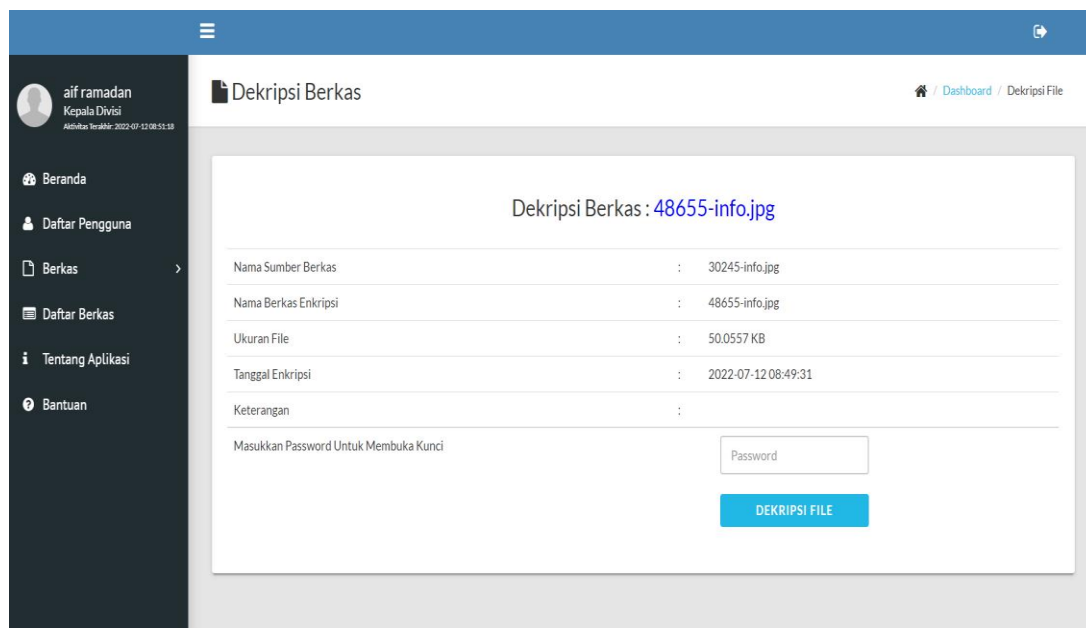 aif ramadan
Kepala Divisi
Aktivitas Terakhir: 2022-07-12 08:51:18
Beranda
Daftar Pengguna
Berkas
Daftar Berkas
Tentang Aplikasi
Bantuan
Dekripsi Berkas
/ Dashboard / Dekripsi File
Dekripsi Berkas : 48655-info.jpg
Nama Sumber Berkas : 30245-info.jpg
Nama Berkas Enkripsi : 48655-info.jpg
Ukuran File : 50.0557 KB
Tanggal Enkripsi : 2022-07-12 08:49:31
Keterangan :
Masukkan Password Untuk Membuka Kunci
Password
DEKRIPSI FILE